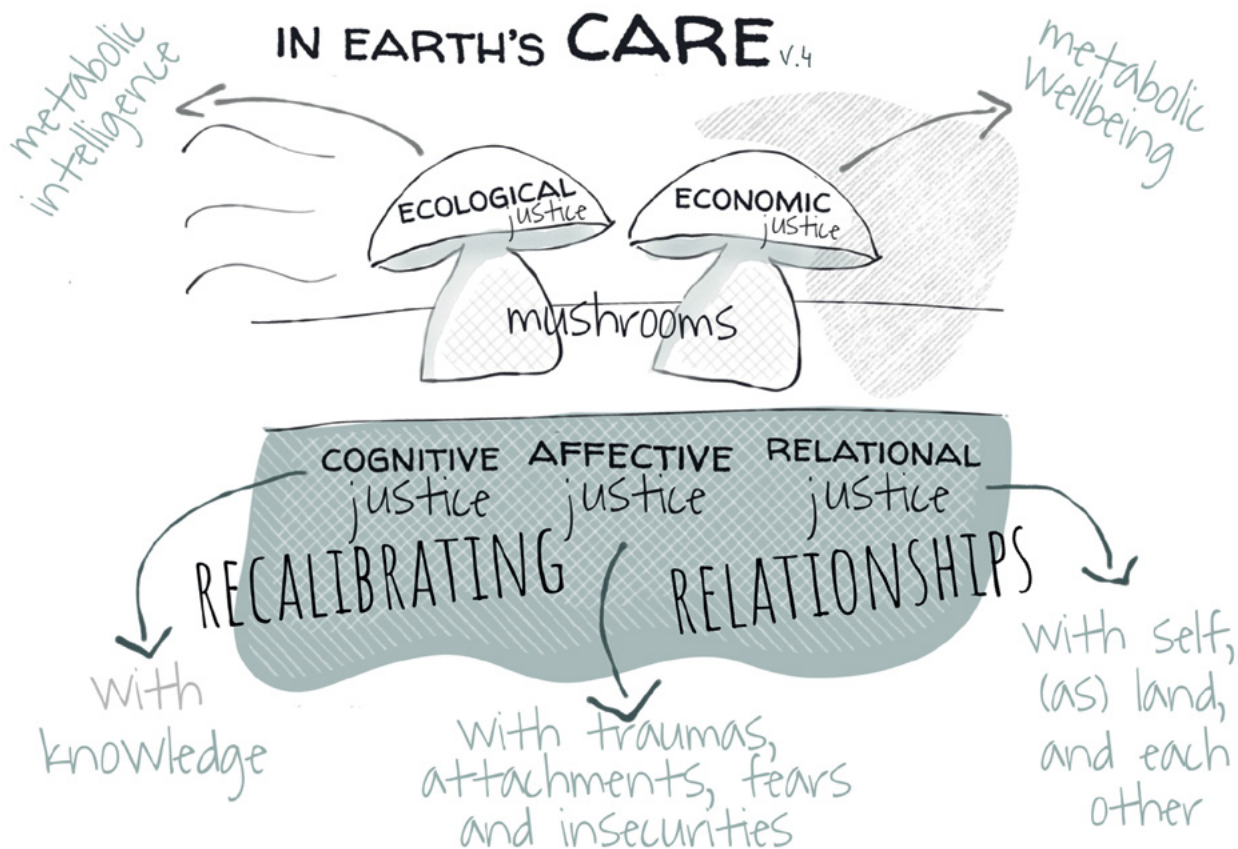 IN EARTH'S CARE V.4
metabolic
intelligence
metabolic
Wellbeing
ECOLOGICAL
justice
ECONOMIC
justice
mushrooms
COGNITIVE
justice
AFFECTIVE
justice
RELATIONAL
justice
RECALIBRATING RELATIONSHIPS
with
knowledge
with traumas,
attachments, fears
and insecurities
with self,
(as) land,
and each
other